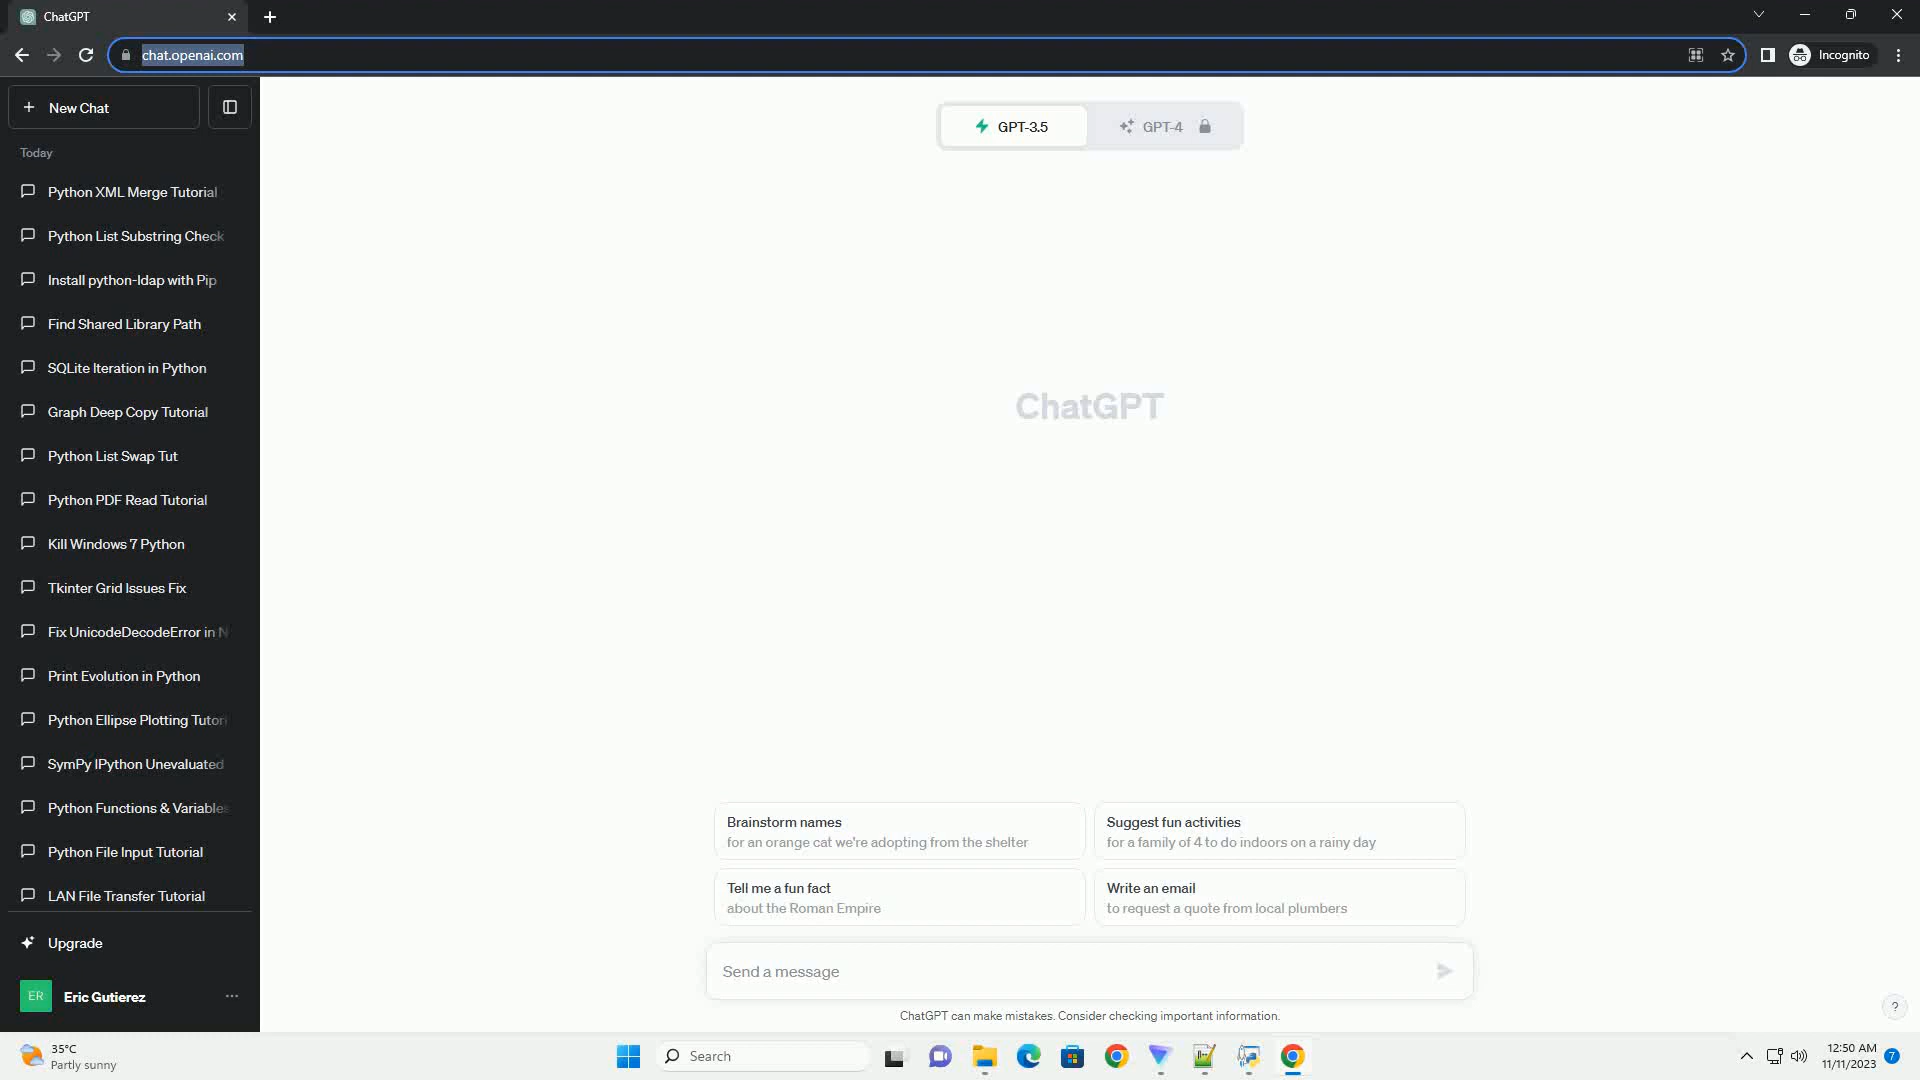 ChatGPT
chat.openai.com
Incognito
New Chat
Today
Python XML Merge Tutorial
Python List Substring Check
Install python-ldap with Pip
Find Shared Library Path
SQLite Iteration in Python
Graph Deep Copy Tutorial
Python List Swap Tut
Python PDF Read Tutorial
Kill Windows 7 Python
Tkinter Grid Issues Fix
Fix UnicodeDecodeError in N
Print Evolution in Python
Python Ellipse Plotting Tutori
SymPy IPython Unevaluated
Python Functions & Variables
Python File Input Tutorial
LAN File Transfer Tutorial
Upgrade
ER
Eric Gutierez
GPT-3.5
GPT-4
ChatGPT
Brainstorm names
for an orange cat we're adopting from the shelter
Suggest fun activities
for a family of 4 to do indoors on a rainy day
Tell me a fun fact
about the Roman Empire
Write an email
to request a quote from local plumbers
Send a message
ChatGPT can make mistakes. Consider checking important information.
?
35°C
Partly sunny
Search
12:50 AM
11/11/2023
7